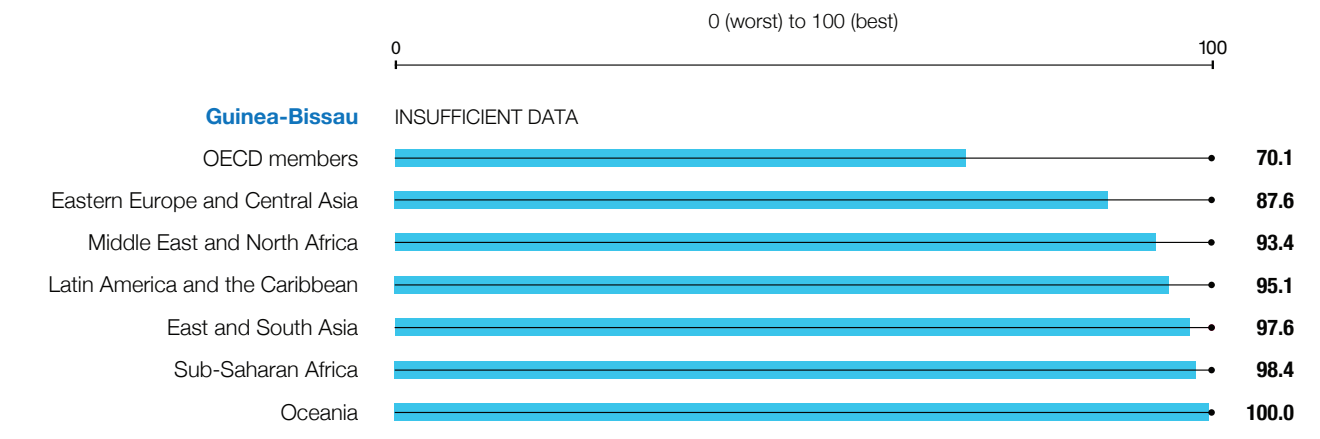 0 (worst) to 100 (best)
0 100
Guinea-Bissau INSUFFICIENT DATA
OECD members 70.1
Eastern Europe and Central Asia 87.6
Middle East and North Africa 93.4
Latin America and the Caribbean 95.1
East and South Asia 97.6
Sub-Saharan Africa 98.4
Oceania 100.0